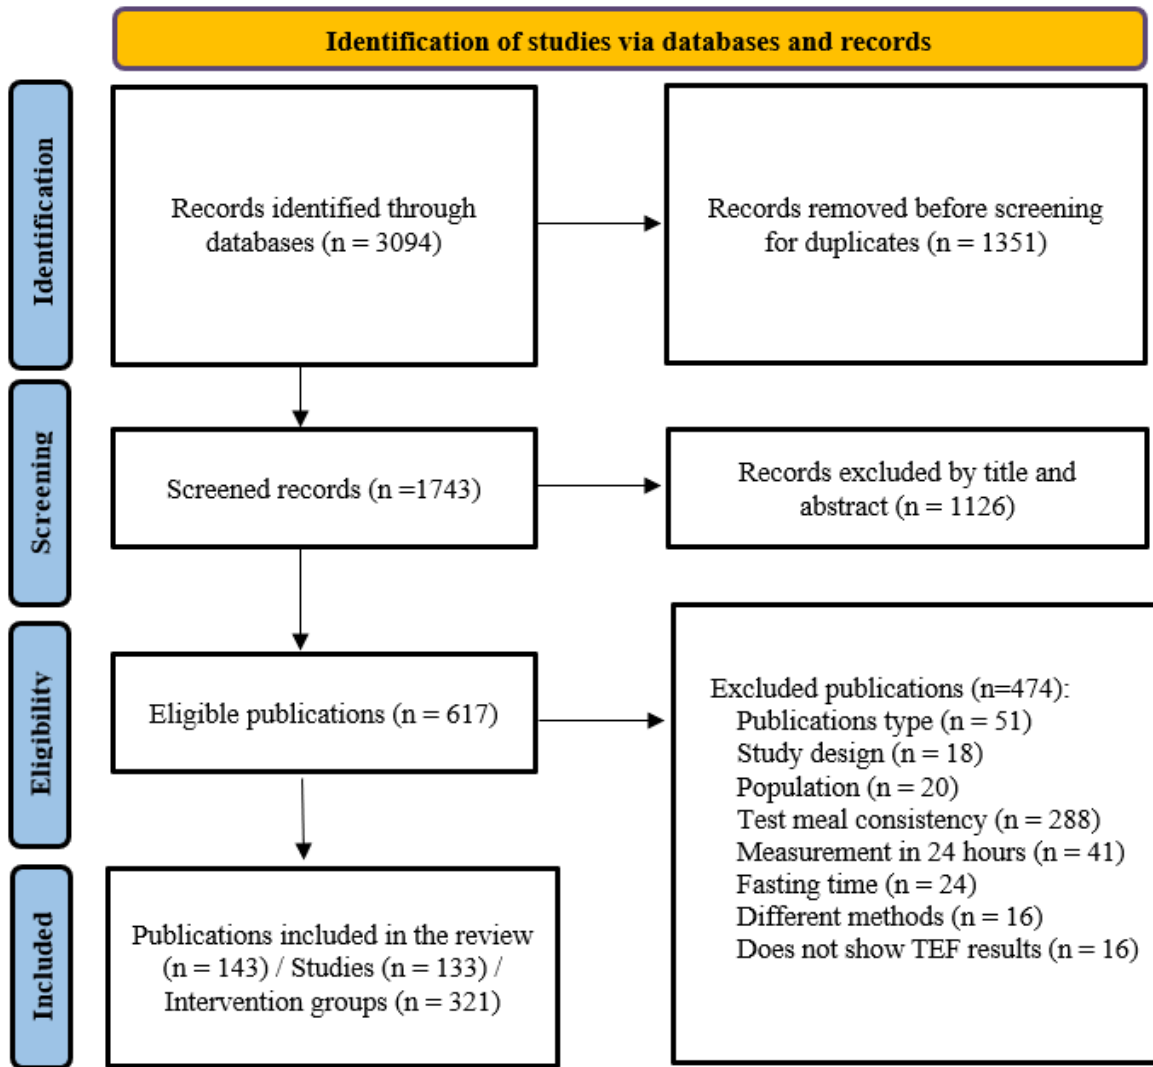 Identification of studies via databases and records
Identification
Records identified through
databases (n = 3094)
Records removed before screening
for duplicates (n = 1351)
Screening
Screened records (n =1743)
Records excluded by title and
abstract (n = 1126)
Eligibility
Eligible publications (n = 617)
Excluded publications (n=474):
Publications type (n = 51)
Study design (n = 18)
Population (n = 20)
Test meal consistency (n = 288)
Measurement in 24 hours (n = 41)
Fasting time (n = 24)
Different methods (n = 16)
Does not show TEF results (n = 16)
Included
Publications included in the review
(n = 143) / Studies (n = 133) /
Intervention groups (n = 321)